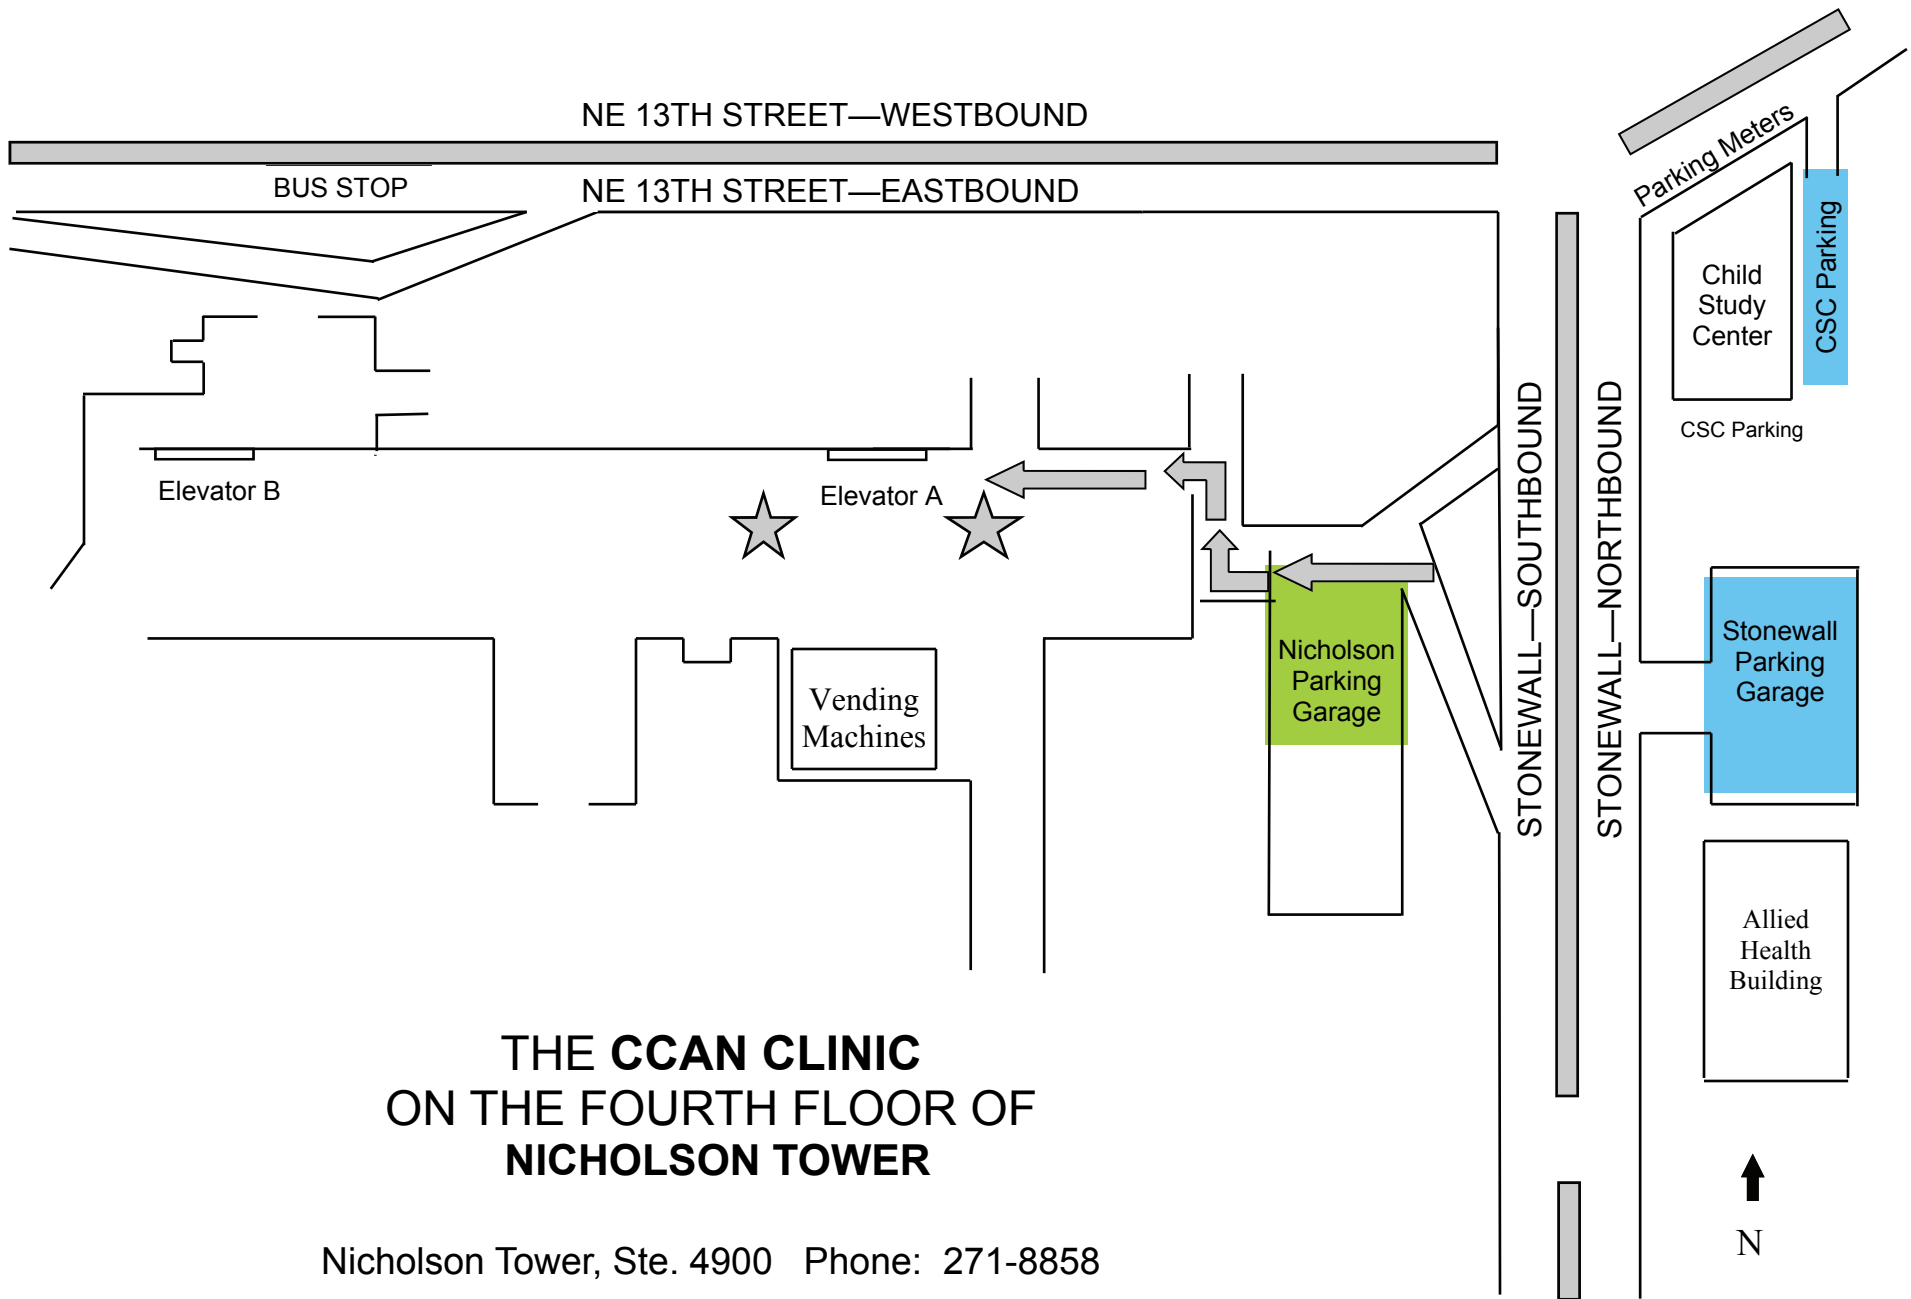 NE 13TH STREET—WESTBOUND
BUS STOP
NE 13TH STREET—EASTBOUND
Parking Meters
CSC Parking
Child
Study
Center
CSC Parking
STONEWALL—SOUTHBOUND
STONEWALL—NORTHBOUND
Elevator B
Elevator A
Nicholson
Parking
Garage
Stonewall
Parking
Garage
Vending
Machines
Allied
Health
Building
THE CCAN CLINIC
ON THE FOURTH FLOOR OF
NICHOLSON TOWER
N
Nicholson Tower, Ste. 4900 Phone: 271-8858